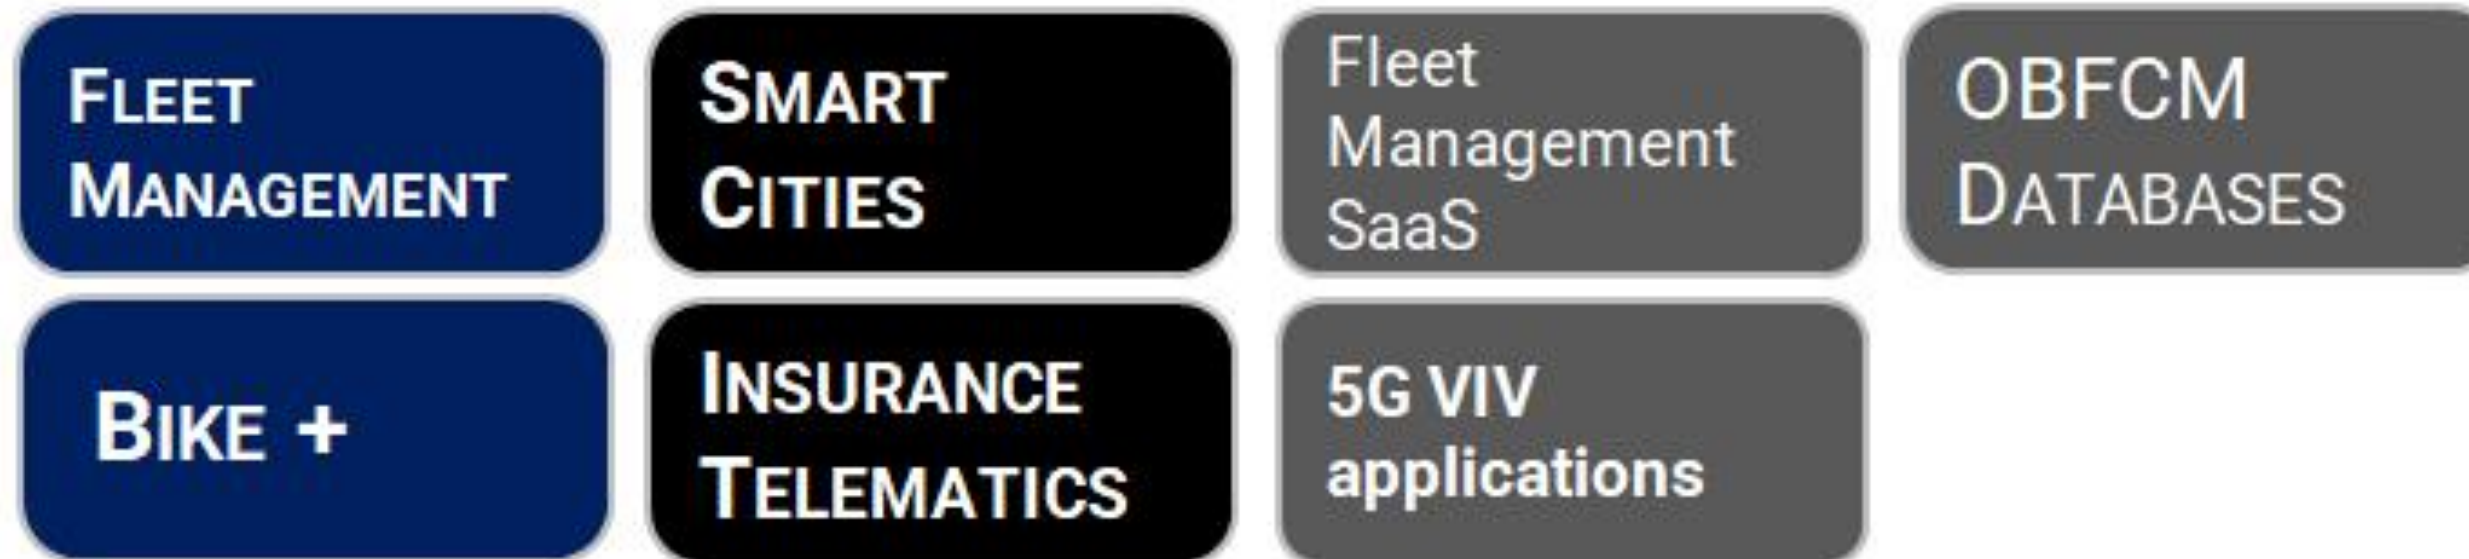 Fleet
Management
Smart
Cities
Fleet
Management
SaaS
OBFCM
Databases
Bike +
Insurance
Telematics
5G VIV
applications